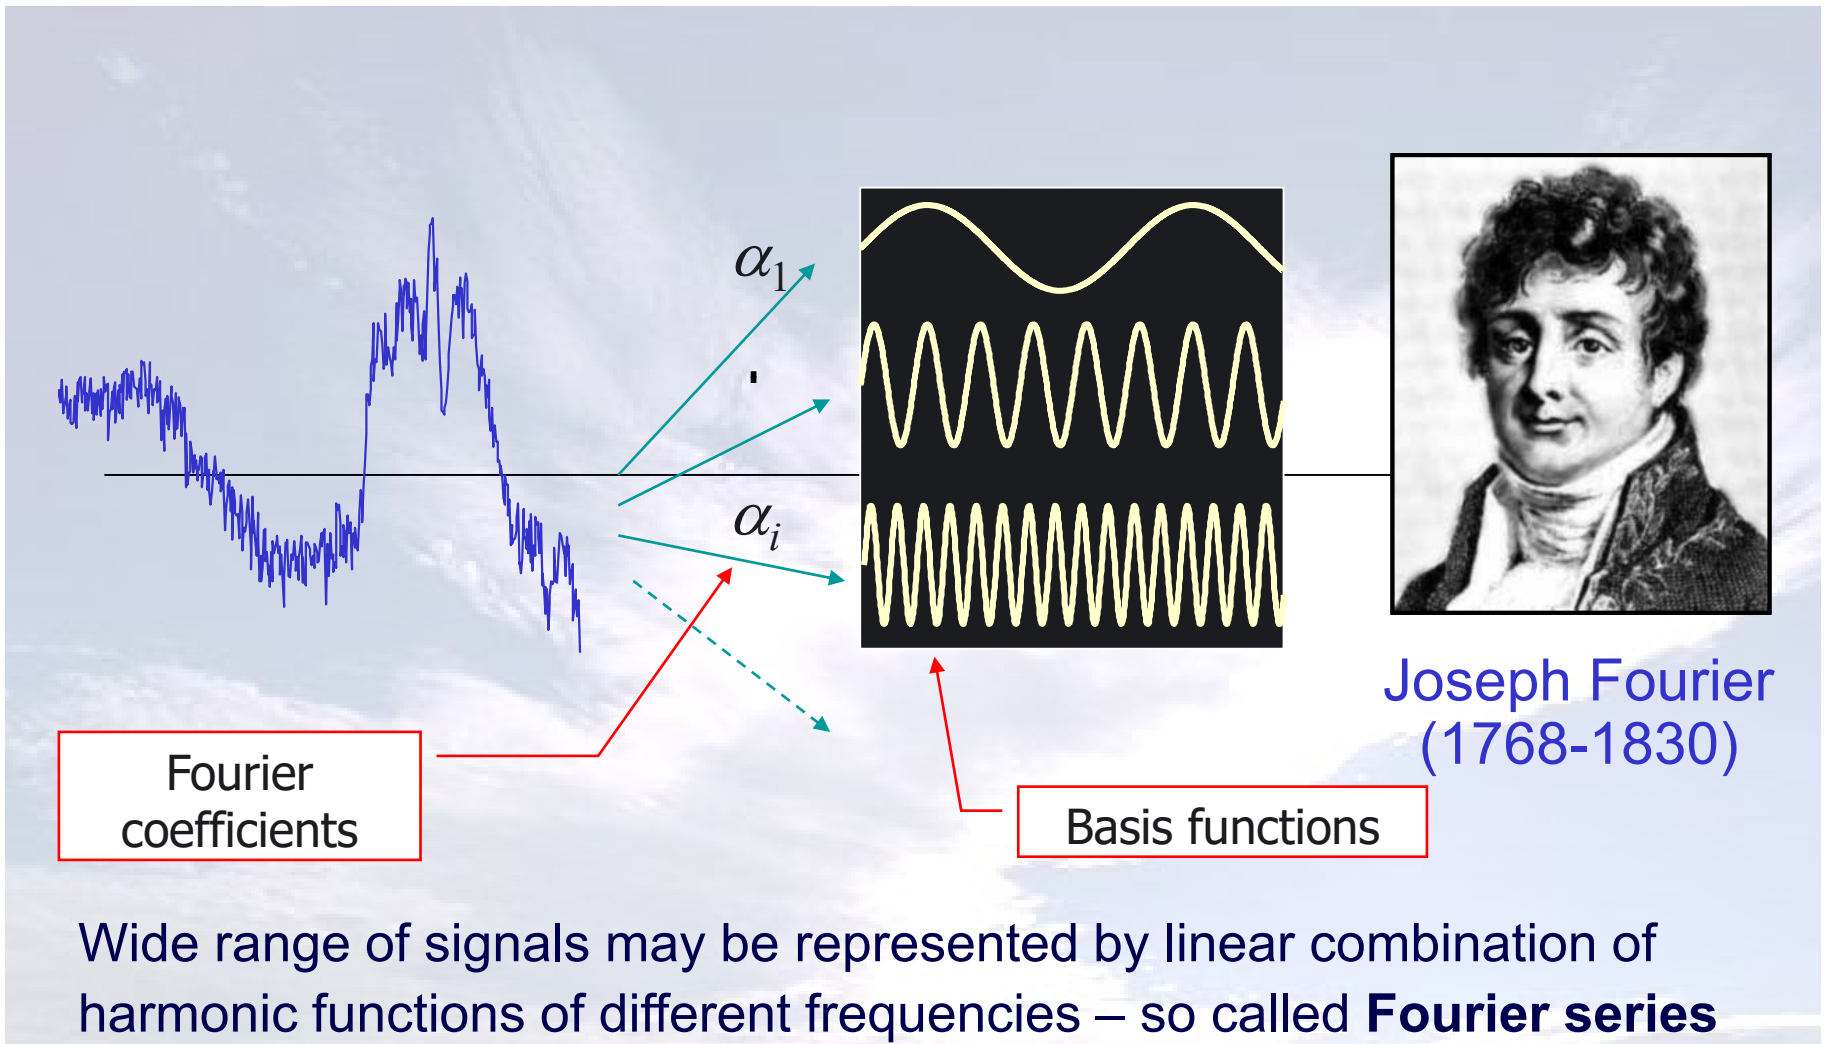 α1
αi
Joseph Fourier
(1768-1830)
Fourier
coefficients
Basis functions
Wide range of signals may be represented by linear combination of
harmonic functions of different frequencies – so called Fourier series